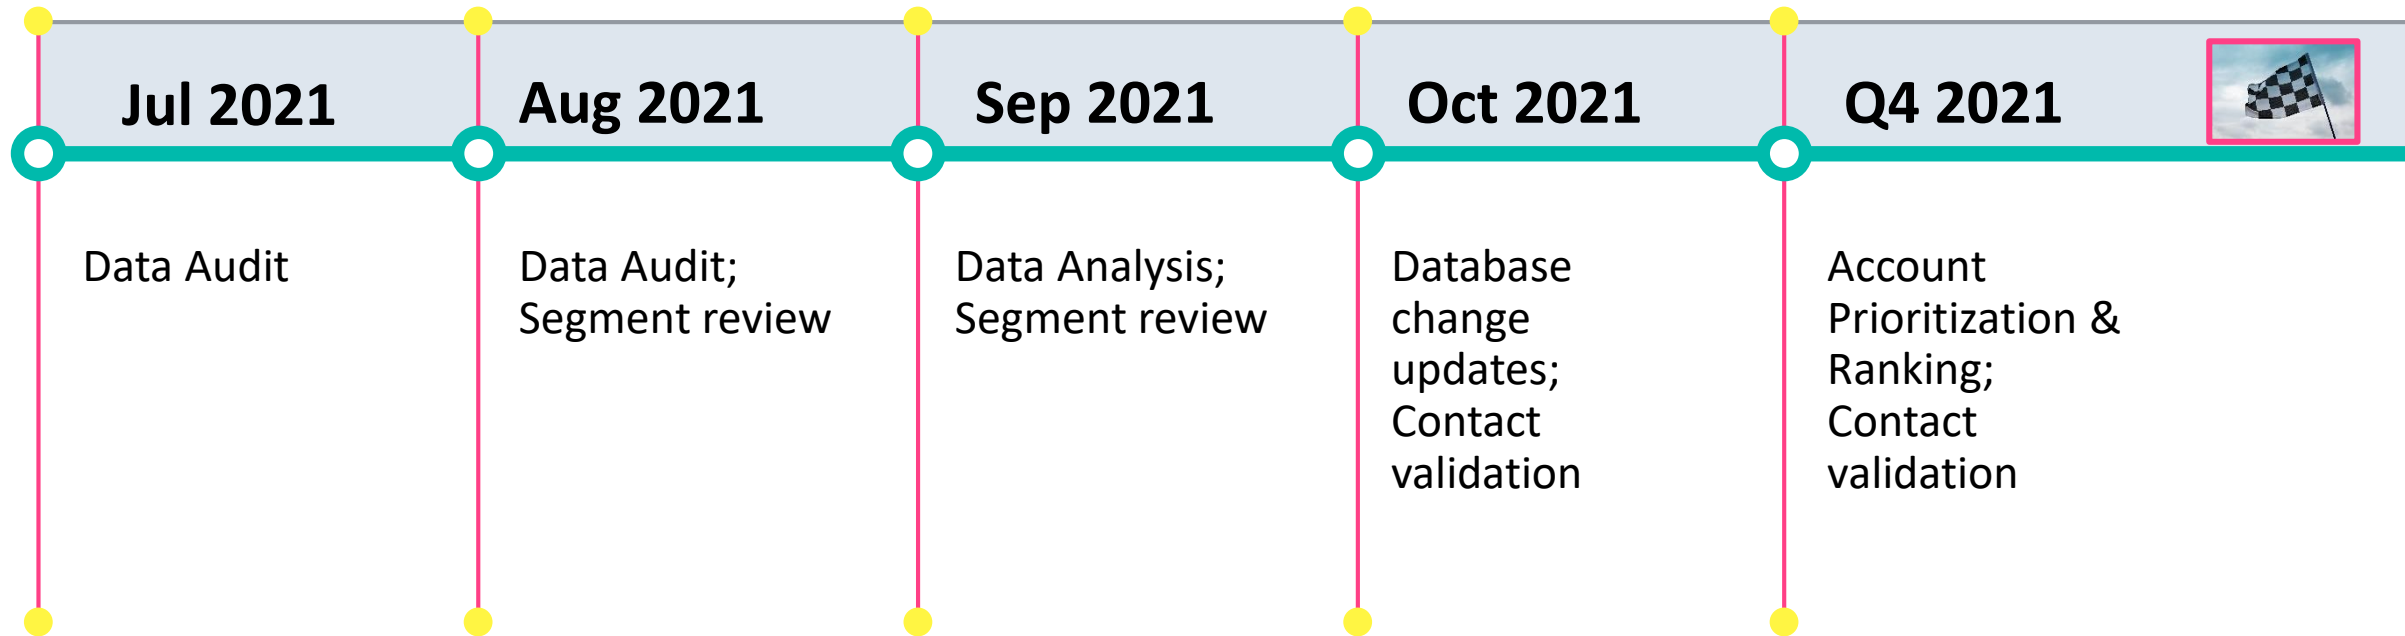 Jul 2021
Aug 2021
Sep 2021
Oct 2021
Q4 2021
Data Audit
Data Audit;
Segment review
Data Analysis;
Segment review
Database
change
updates;
Contact
validation
Account
Prioritization &
Ranking;
Contact
validation